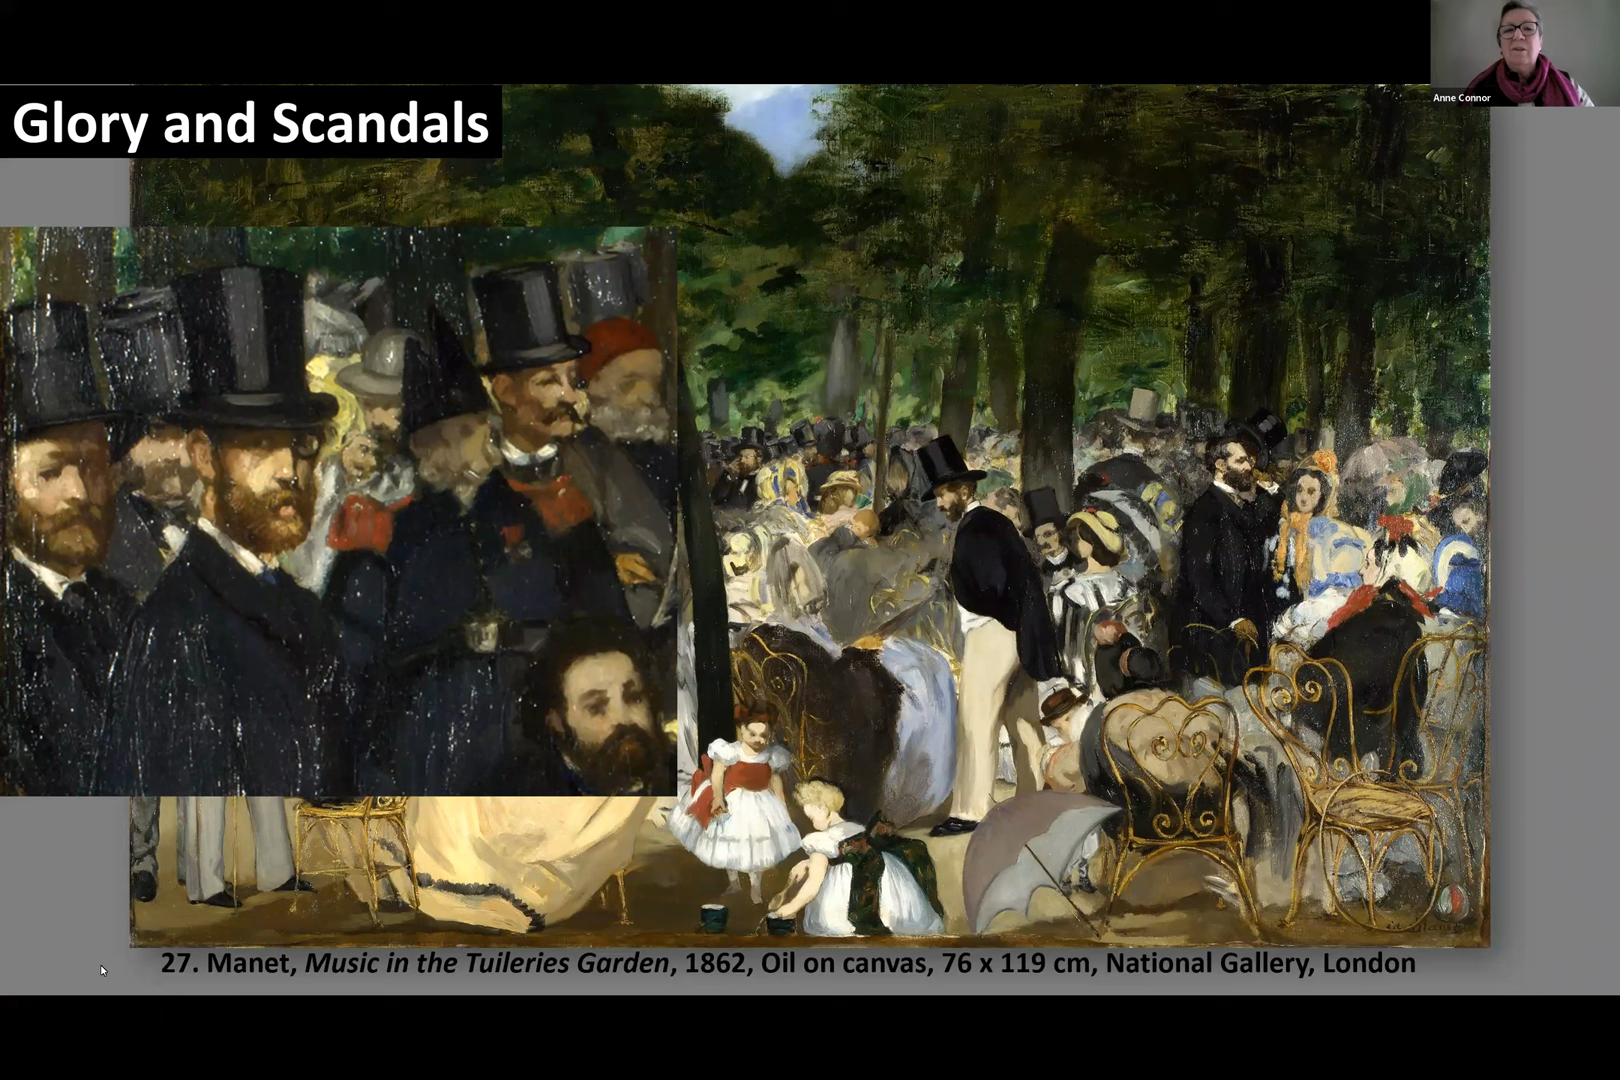 Anne Connor
Glory and Scandals
27. Manet, Music in the Tuileries Garden, 1862, Oil on canvas, 76 x 119 cm, National Gallery, London